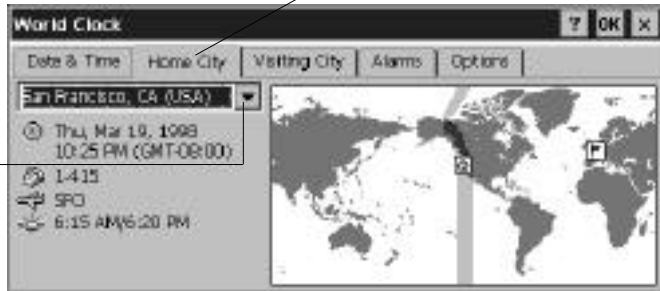 World Clock ? OK ×
Date & Time Home City Visiting City Alarms Options
San Francisco, CA (USA)
Thu, Mar 19, 1998
10:25 PM (GMT-08:00)
1-415
SFO
6:15 AM/6:20 PM